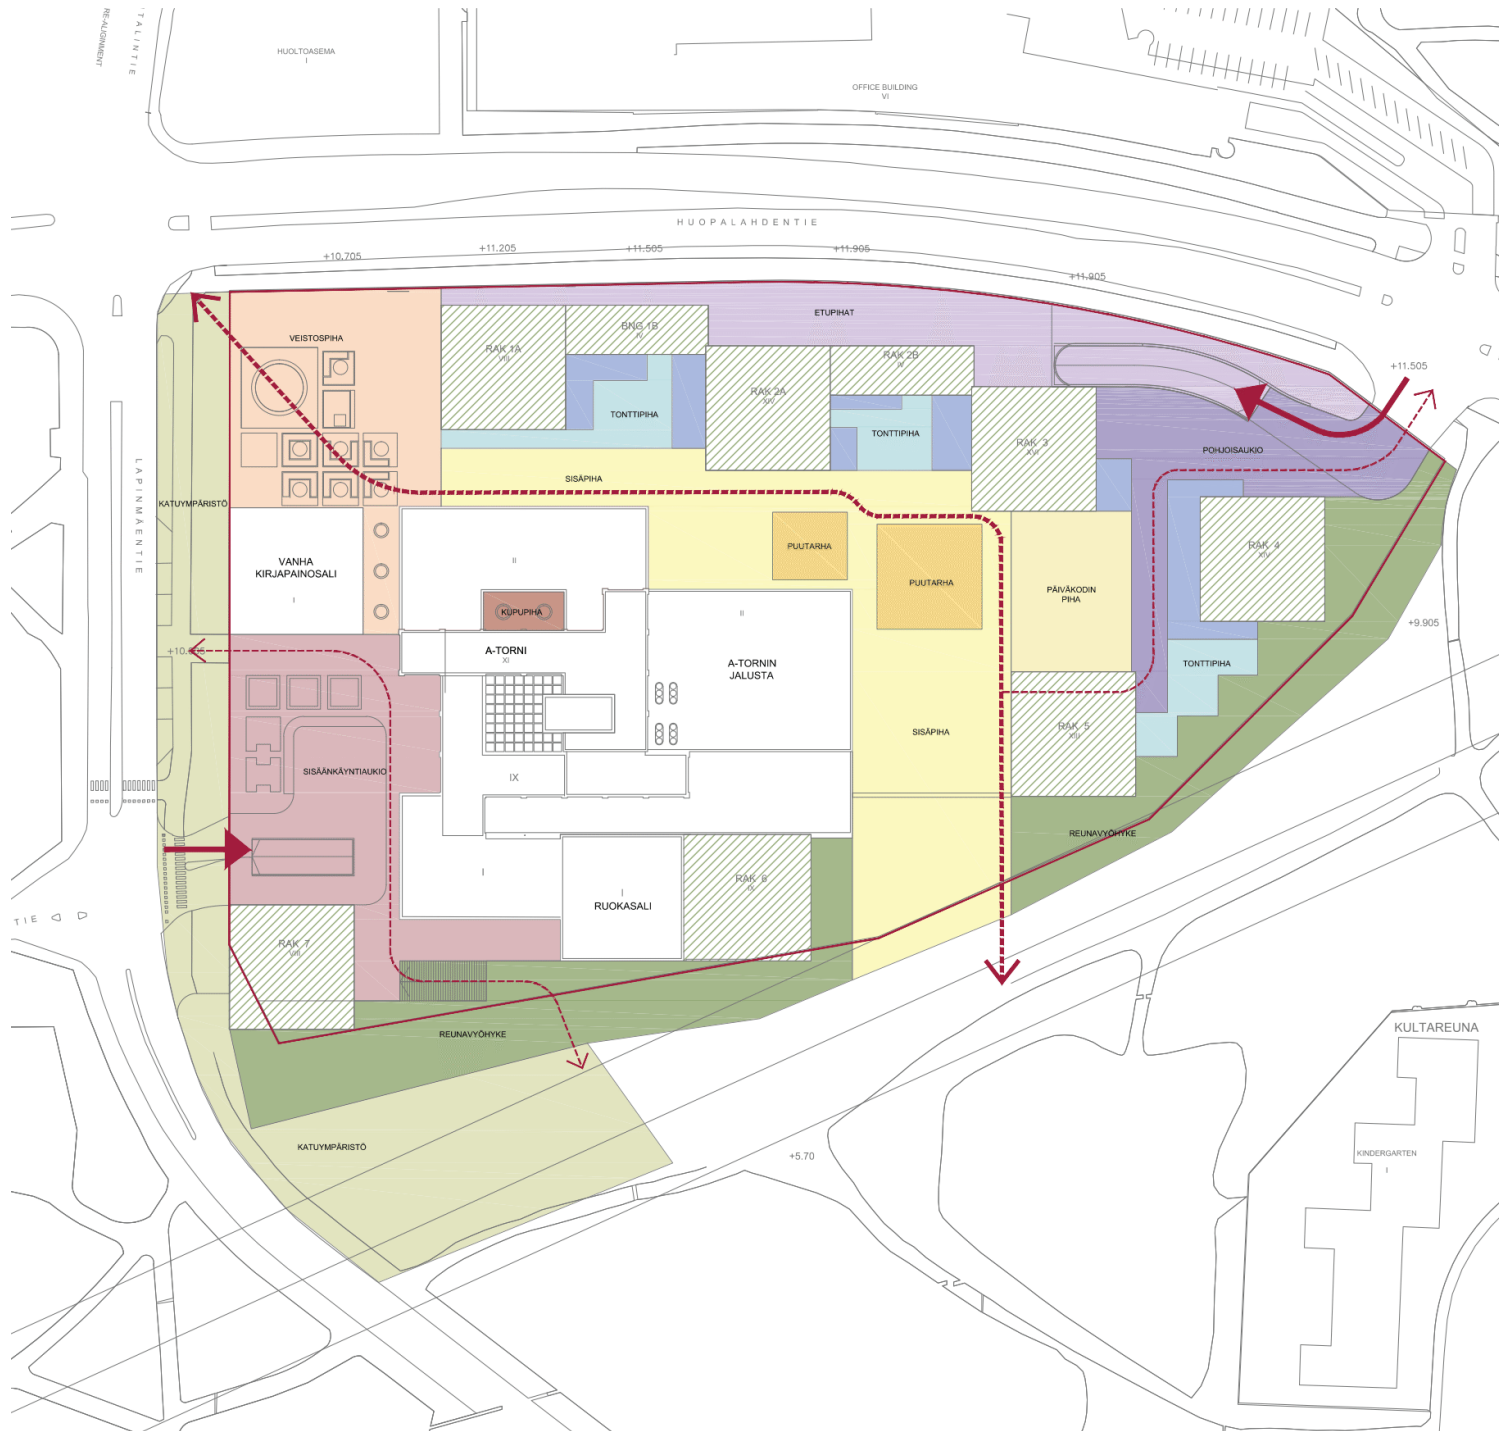 RE-ALIGNMENT
TALINTIE
HUOLTOASEMA
I
OFFICE BUILDING
VI
HUOPALAHDENTIE
+10.705
+11.205
+11.505
+11.905
+11.905
+11.505
ETUPIHAT
VEISTOSPIHA
RAK 1A
VIII
BNG 1B
IV
RAK 2A
XIV
RAK 2B
IV
TONTTIPIHA
TONTTIPIHA
RAK 3
XVI
POHJOISAUKIO
LAPINMÄENTIE
KATUYMPÄRISTÖ
SISÄPIHA
VANHA
KIRJAPAINOSALI
I
II
KUPUPIHA
PUUTARHA
PUUTARHA
PÄIVÄKODIN
PIHA
RAK 4
XIV
+9.905
A-TORNI
XI
II
A-TORNIN
JALUSTA
TONTTIPIHA
SISÄPIHA
RAK 5
XIII
SISÄÄNKÄYNTIAUKIO
IX
REUNAVYÖHYKE
I
I
RUOKASALI
RAK 6
IX
TIE
RAK 7
VIII
REUNAVYÖHYKE
KULTAREUNA
KATUYMPÄRISTÖ
+5.70
KINDERGARTEN
I